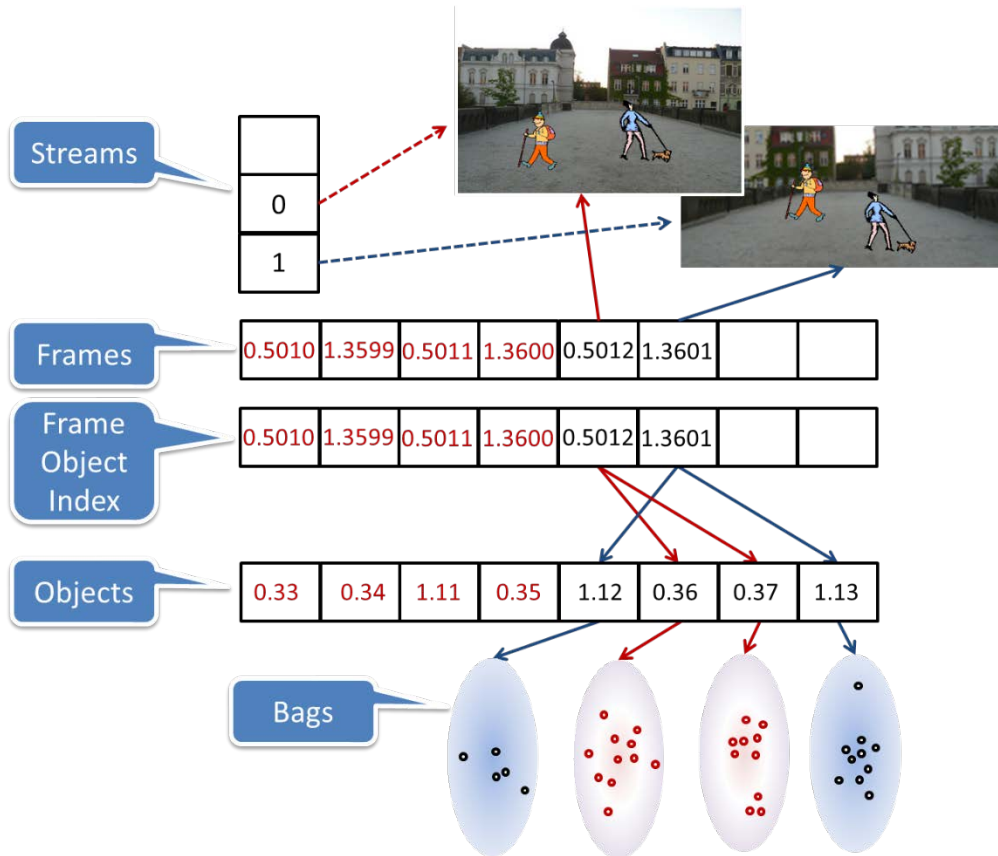 Streams
0
1
Frames
0.5010 1.3599 0.5011 1.3600 0.5012 1.3601
Frame
Object
Index
0.5010 1.3599 0.5011 1.3600 0.5012 1.3601
Objects
0.33 0.34 1.11 0.35 1.12 0.36 0.37 1.13
Bags